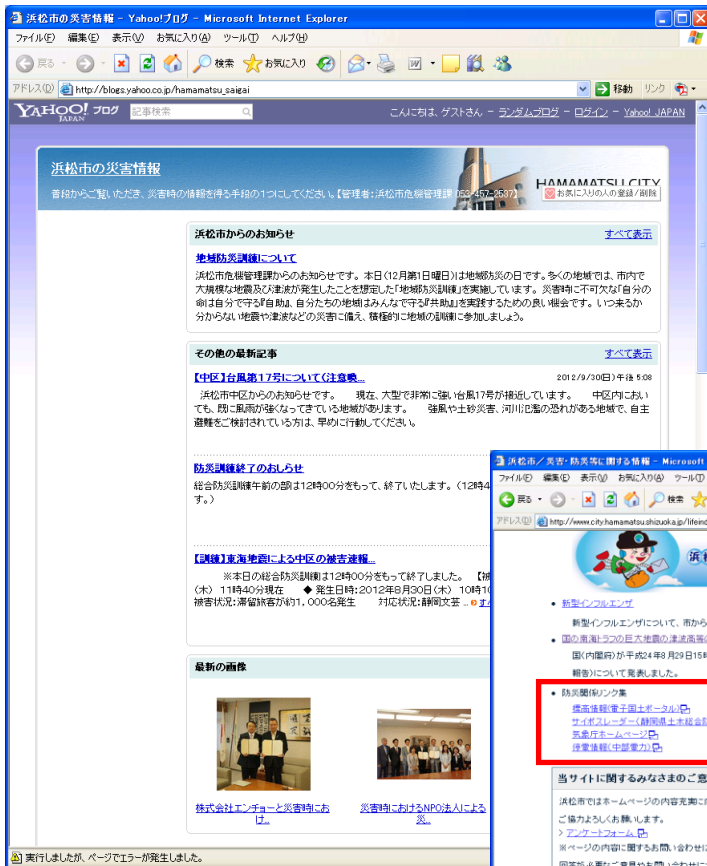 浜松市の災害情報 - Yahoo!ブログ - Microsoft Internet Explorer
ファイル(F) 編集(E) 表示(V) お気に入り(A) ツール(T) ヘルプ(H)
戻る 検索 お気に入り
アドレス(D) http://blogs.yahoo.co.jp/hamamatsu_saigai 移動 リンク
YAHOO! JAPAN ブログ 記事検索 こんにちは、ゲストさん - ランダムブログ - ログイン - Yahoo! JAPAN
浜松市の災害情報
HAMAMATSU CITY
普段からご覧いただき、災害時の情報を得る手段の1つにしてください。【管理者:浜松市危機管理課 053-457-2537】 お気に入りの人の登録/削除
浜松市からのお知らせ すべて表示
地域防災訓練について
浜松市危機管理課からのお知らせです。本日(12月第1日曜日)は地域防災の日です。多くの地域では、市内で
大規模な地震及び津波が発生したことを想定した「地域防災訓練」を実施しています。災害時に不可欠な『自分の
命は自分で守る『自助』、自分たちの地域はみんなで守る『共助』』を実践するための良い機会です。いつ来るか
分からない地震や津波などの災害に備え、積極的に地域の訓練に参加しましょう。
その他の最新記事 すべて表示
【中区】台風第17号について(注意喚... 2012/9/30(日)午後 5:08
浜松市中区からのお知らせです。 現在、大型で非常に強い台風17号が接近しています。 中区内におい
ても、既に風雨が強くなってきている地域があります。 強風や土砂災害、河川氾濫の恐れがある地域で、自主
避難をご検討されている方は、早めに行動してください。
防災訓練終了のおしらせ
総合防災訓練午前の部は12時00分をもって、終了いたします。(12時4
す。)
【訓練】東海地震による中区の被害速報...
※本日の総合防災訓練は12時00分をもって終了しました。 【被
(木) 11時40分現在 ◆ 発生日時:2012年8月30日(木) 10時10
被害状況:滞留旅客が約1,000名発生 対応状況:静岡文芸 ..
最新の画像
株式会社エンチョーと災害時にお
け..
災害時におけるNPO法人による
災..
実行しましたが、ページでエラーが発生しました。
浜松市/災害・防災等に関する情報 - Microsoft
ファイル(F) 編集(E) 表示(V) お気に入り(A) ツール(T)
戻る 検索
アドレス(D) http://www.city.hamamatsu.shizuoka.jp/lifeind
新型インフルエンザ
新型インフルエンザについて、市から
国の南海トラフの巨大地震の津波高等の
国(内閣府)が平成24年8月29日15時
報告)について発表しました。
防災関係リンク集
標高情報(電子国土ポータル)
サイポスレーダー(静岡県土木総合防
気象庁ホームページ
停電情報(中部電力)
当サイトに関するみなさまのご意
浜松市ではホームページの内容充実に
ご協力よろしくお願いします。
> アンケートフォーム
※ページの内容に関するお問い合わせは